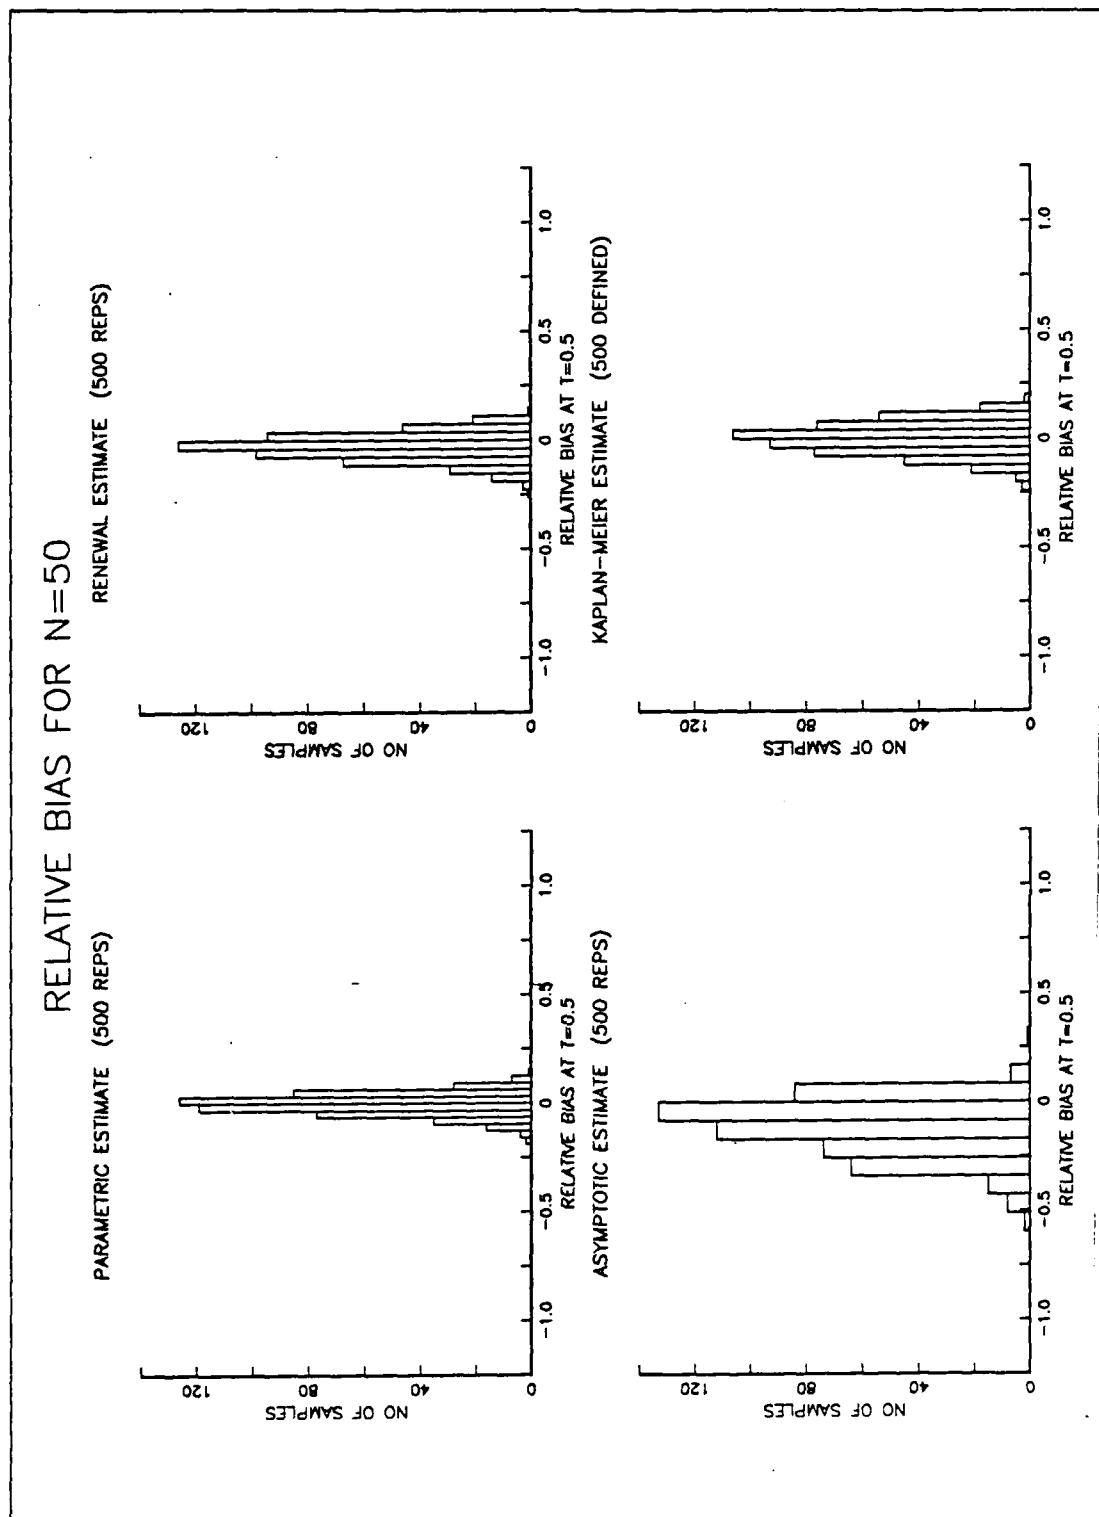 RELATIVE BIAS FOR N=50
PARAMETRIC ESTIMATE (500 REPS)
NO OF SAMPLES
120
80
40
0
-1.0
-0.5
0
0.5
1.0
RELATIVE BIAS AT T=0.5
RENEWAL ESTIMATE (500 REPS)
NO OF SAMPLES
120
80
40
0
-1.0
-0.5
0
0.5
1.0
RELATIVE BIAS AT T=0.5
ASYMPTOTIC ESTIMATE (500 REPS)
NO OF SAMPLES
120
80
40
0
-1.0
-0.5
0
0.5
1.0
RELATIVE BIAS AT T=0.5
KAPLAN-MEIER ESTIMATE (500 DEFINED)
NO OF SAMPLES
120
80
40
0
-1.0
-0.5
0
0.5
1.0
RELATIVE BIAS AT T=0.5